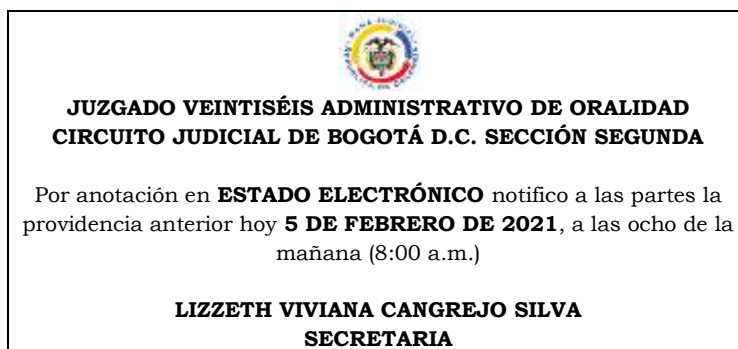 JUZGADO VEINTISÉIS ADMINISTRATIVO DE ORALIDAD
CIRCUITO JUDICIAL DE BOGOTÁ D.C. SECCIÓN SEGUNDA
Por anotación en ESTADO ELECTRÓNICO notifico a las partes la
providencia anterior hoy 5 DE FEBRERO DE 2021, a las ocho de la
mañana (8:00 a.m.)
LIZZETH VIVIANA CANGREJO SILVA
SECRETARIA